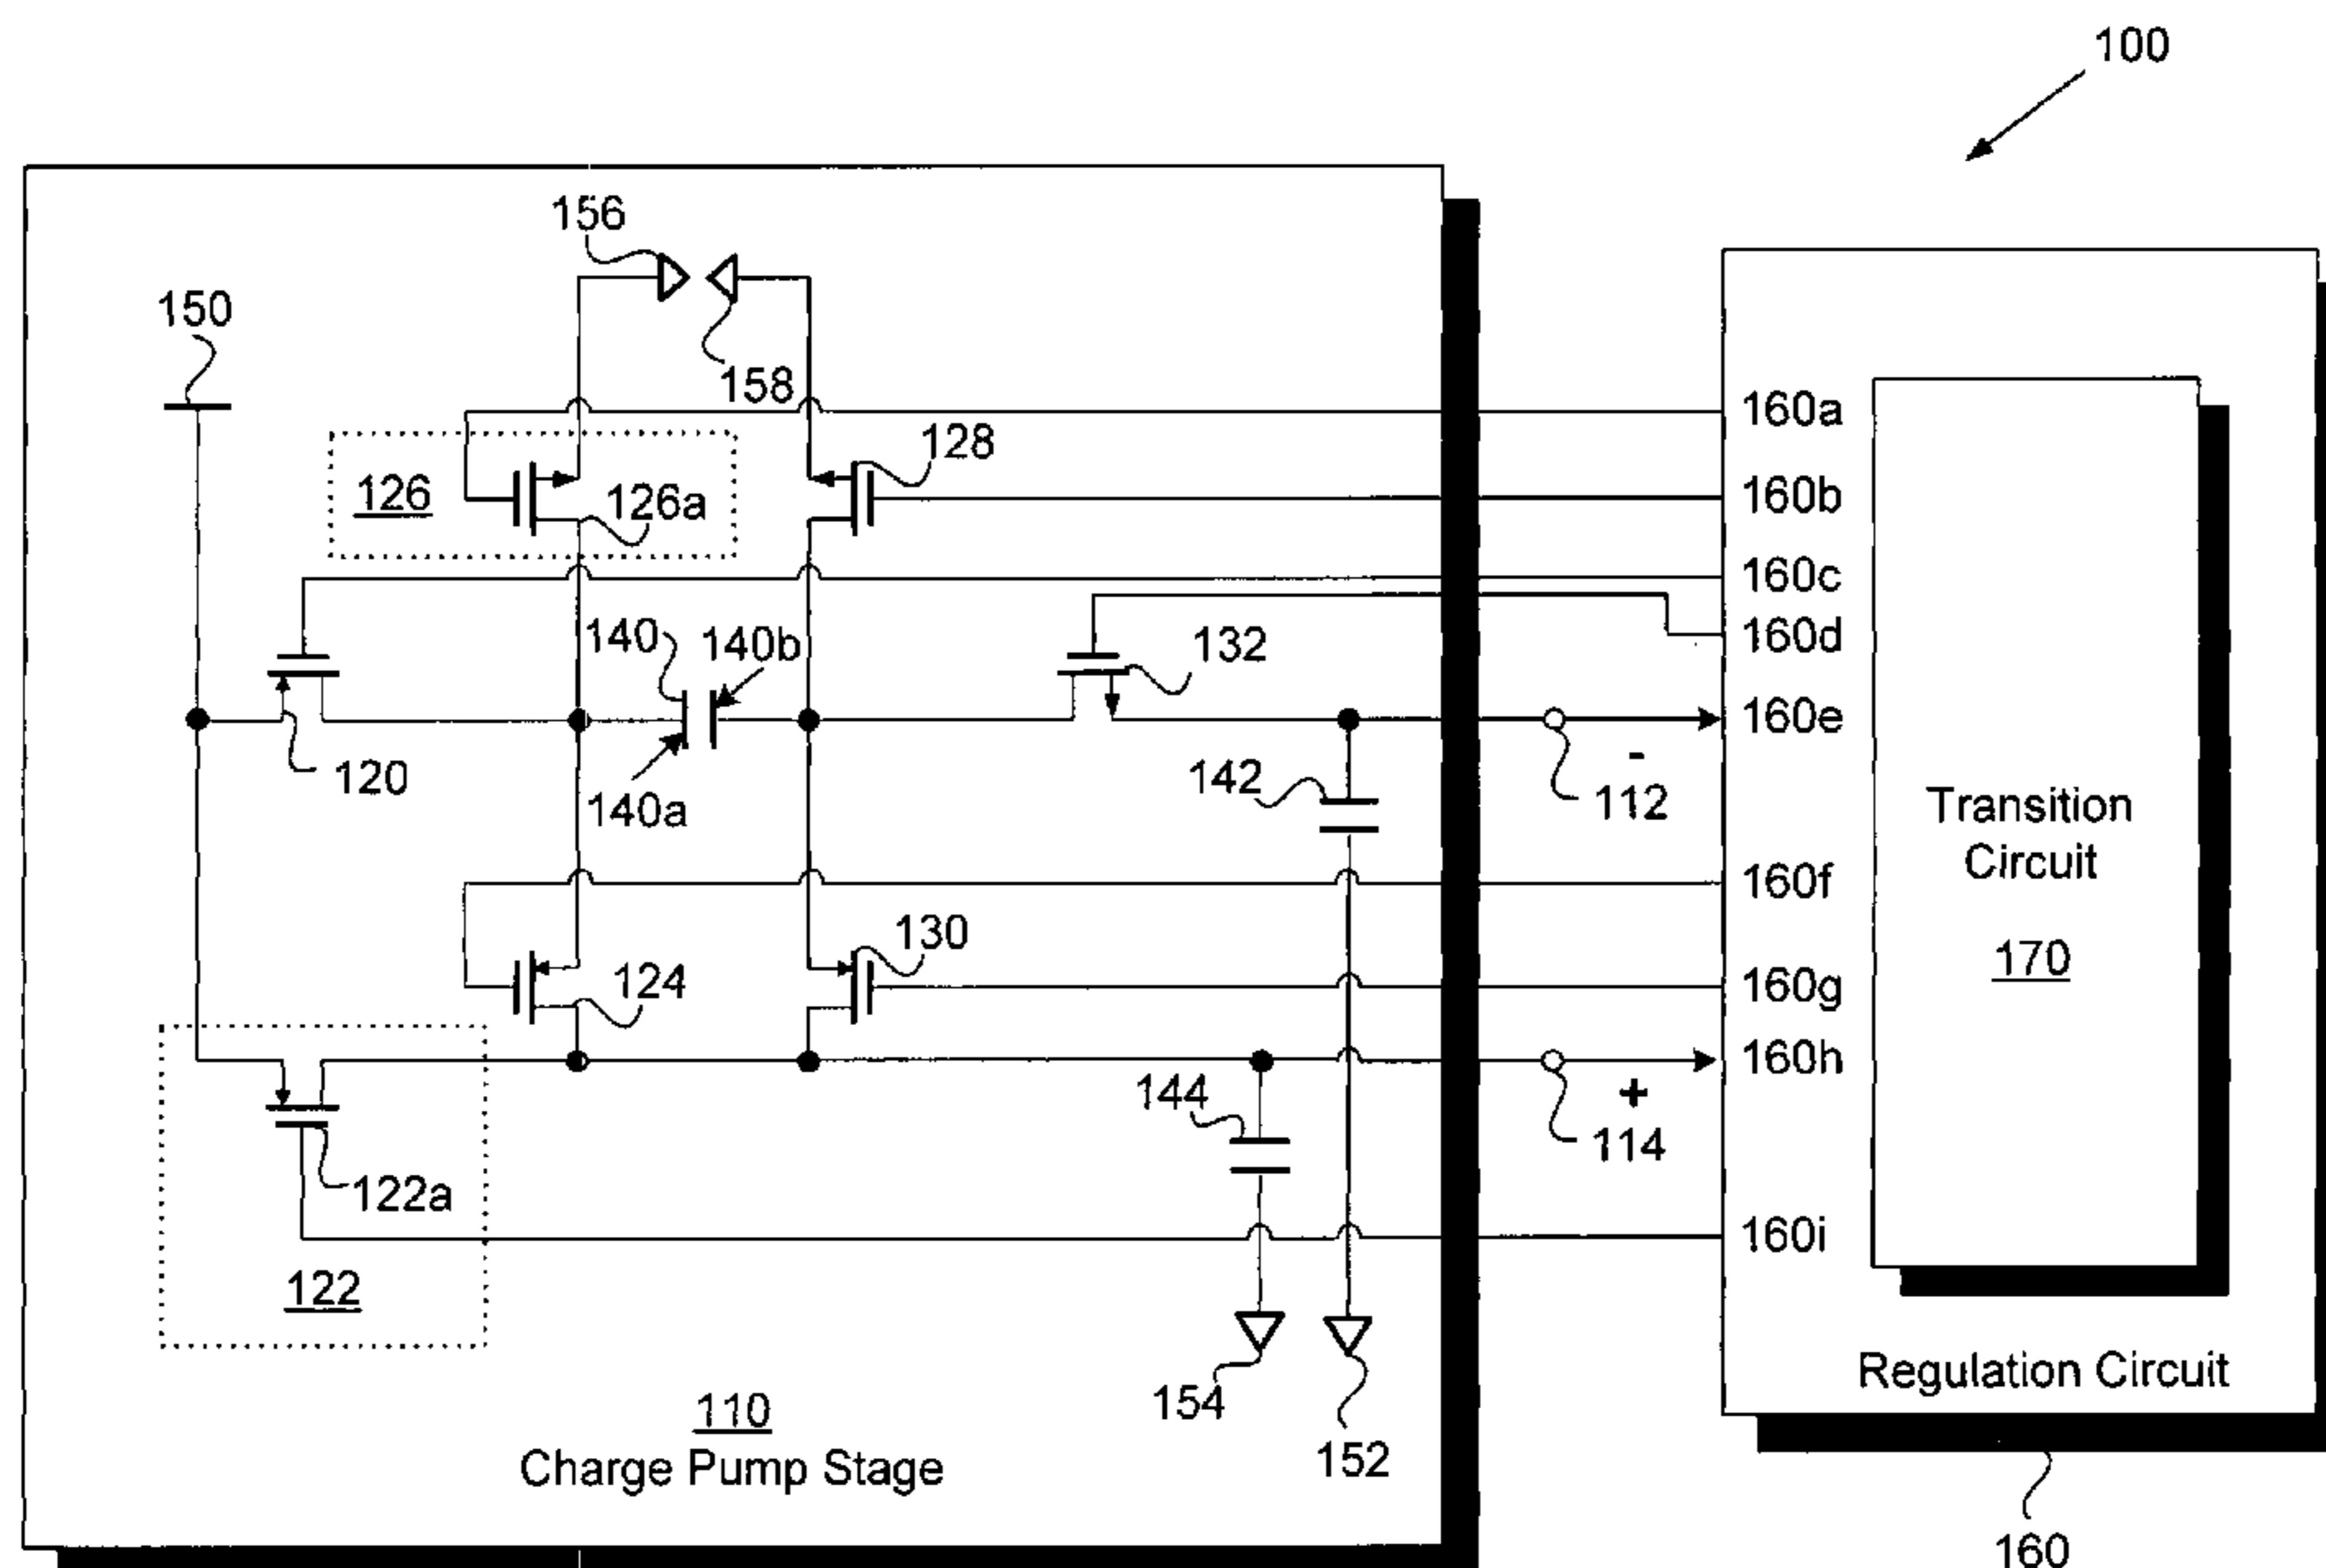 100
156
150
158
160a
128
126
126a
160b
160c
140
140b
132
160d
160e
120
140a
142
-
112
Transition
Circuit
160f
130
124
170
160g
160h
144
+
114
122a
160i
122
Regulation Circuit
154
110
152
Charge Pump Stage
160